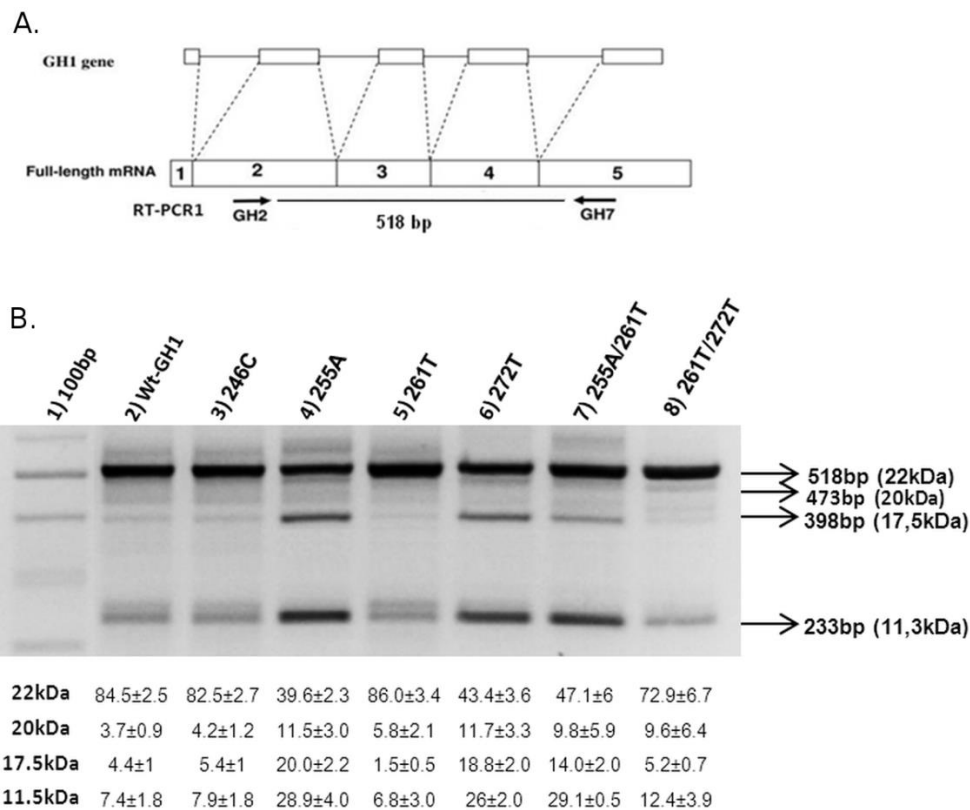 A.
GH1 gene
Full-length mRNA
1 2 3 4 5
RT-PCR1
GH2
518 bp
GH7
B.
1) 100bp
2) Wt-GH1
3) 246C
4) 255A
5) 261T
6) 272T
7) 255A/261T
8) 261T/272T
518bp (22kDa)
473bp (20kDa)
398bp (17,5kDa)
233bp (11,3kDa)
22kDa 84.5±2.5 82.5±2.7 39.6±2.3 86.0±3.4 43.4±3.6 47.1±6 72.9±6.7
20kDa 3.7±0.9 4.2±1.2 11.5±3.0 5.8±2.1 11.7±3.3 9.8±5.9 9.6±6.4
17.5kDa 4.4±1 5.4±1 20.0±2.2 1.5±0.5 18.8±2.0 14.0±2.0 5.2±0.7
11.5kDa 7.4±1.8 7.9±1.8 28.9±4.0 6.8±3.0 26±2.0 29.1±0.5 12.4±3.9